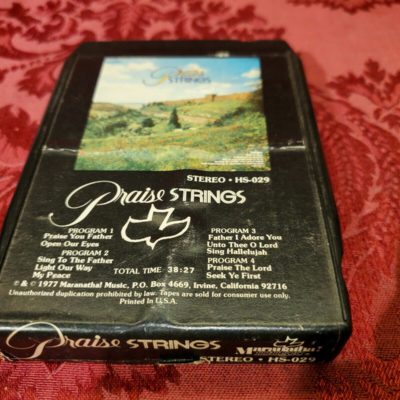 Praise
STRINGS
STEREO • HS-029
Praise STRINGS
PROGRAM 1
Praise You Father
Open Our Eyes
PROGRAM 2
Sing To The Father
Light Our Way
My Peace
TOTAL TIME 38:27
PROGRAM 3
Father I Adore You
Unto Thee O Lord
Sing Hallelujah
PROGRAM 4
Praise The Lord
Seek Ye First
℗ & © 1977 Maranatha! Music, P.O. Box 4669, Irvine, California 92716
Unauthorized duplication prohibited by law. Tapes are sold for consumer use only.
Printed In U.S.A.
Praise STRINGS
Maranatha!
STEREO • HS-029